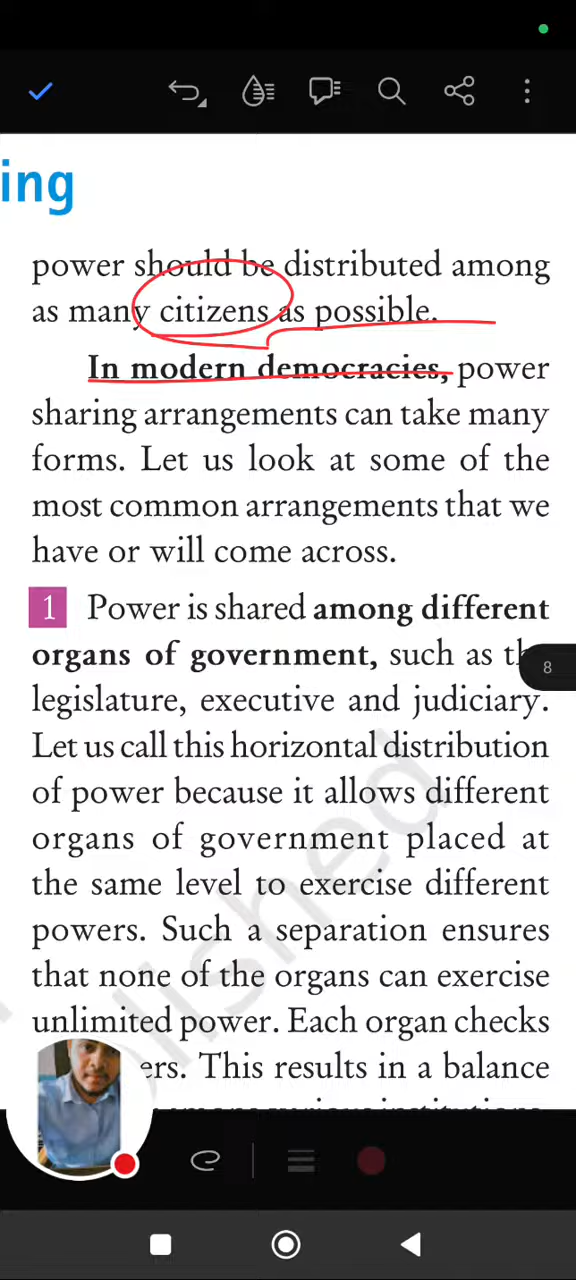 ing
power should be distributed among
as many citizens as possible.
In modern democracies, power
sharing arrangements can take many
forms. Let us look at some of the
most common arrangements that we
have or will come across.
1 Power is shared among different
organs of government, such as
8
legislature, executive and judiciary.
Let us call this horizontal distribution
of power because it allows different
organs of government placed at
the same level to exercise different
powers. Such a separation ensures
that none of the organs can exercise
unlimited power. Each organ checks
ers. This results in a balance